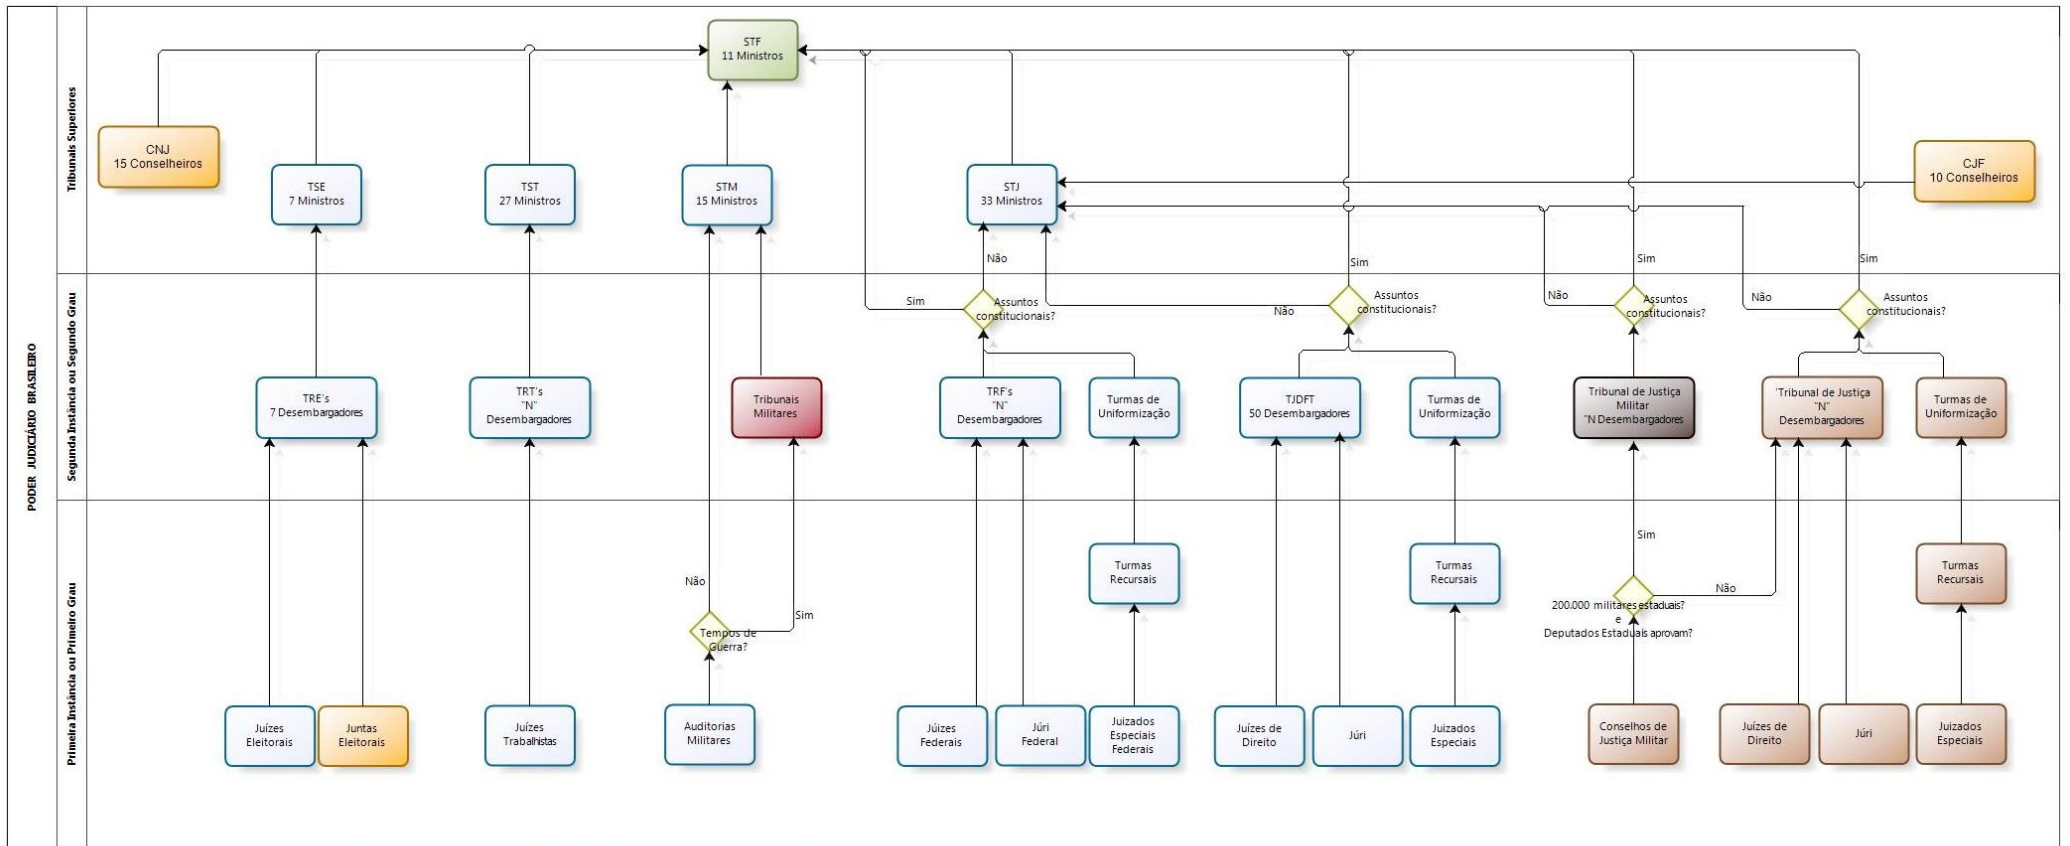 PODER JUDICIÁRIO BRASILEIRO
Tribunais Superiores
STF
11 Ministros
CNJ
15 Conselheiros
TSE
7 Ministros
TST
27 Ministros
STM
15 Ministros
STJ
33 Ministros
CJF
10 Conselheiros
Não
Sim
Sim
Sim
Segunda Instância ou Segundo Grau
Sim
Assuntos
constitucionais?
Não
Assuntos
constitucionais?
Não
Assuntos
constitucionais?
Não
Assuntos
constitucionais?
TRE's
7 Desembargadores
TRT's
"N"
Desembargadores
Tribunais
Militares
TRF's
"N"
Desembargadores
Turmas de
Uniformização
TJDFT
50 Desembargadores
Turmas de
Uniformização
Tribunal de Justiça
Militar
"N Desembargadores
"Tribunal de Justiça
"N"
Desembargadores
Turmas de
Uniformização
Primeira Instância ou Primeiro Grau
Não
Sim
Tempos de
Guerra?
Turmas
Recursais
Turmas
Recursais
Sim
Não
200.000 militares estaduais?
e
Deputados Estaduais aprovam?
Turmas
Recursais
Juízes
Eleitorais
Juntas
Eleitorais
Juízes
Trabalhistas
Auditorias
Militares
Júizes
Federais
Júri
Federal
Juizados
Especiais
Federais
Juízes de
Direito
Júri
Juizados
Especiais
Conselhos de
Justiça Militar
Juízes de
Direito
Júri
Juizados
Especiais